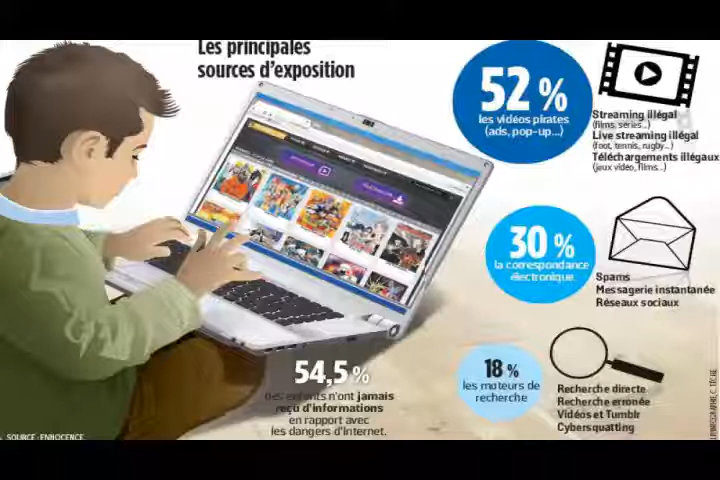 Les principales
sources d'exposition
52 %
les vidéos pirates
(ads, pop-up...)
Streaming illégal
(films, séries...)
Live streaming illégal
(foot, tennis, rugby...)
Téléchargements illégaux
(jeux vidéo, films...)
30 %
la correspondance
électronique
Spams
Messagerie instantanée
Réseaux sociaux
18 %
les moteurs de
recherche
Recherche directe
Recherche erronée
Vidéos et Tumblr
Cybersquatting
54,5 %
Des enfants n'ont jamais
reçu d'informations
en rapport avec
les dangers d'Internet.
SOURCE : ENNOCENCE